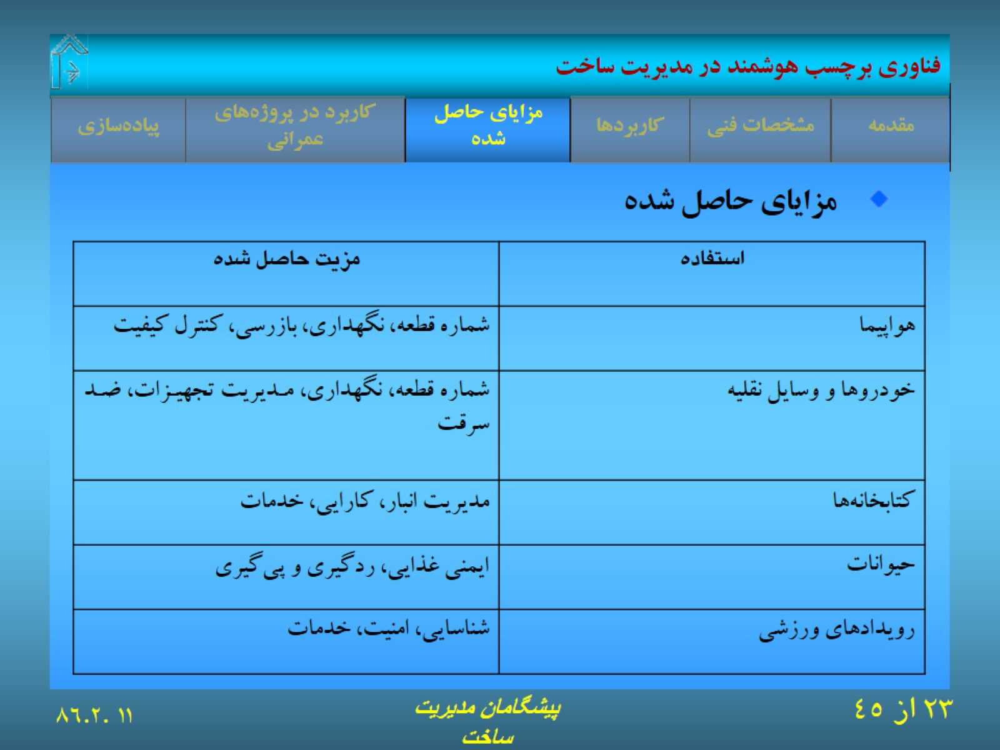 فناوری برچسب هوشمند در مدیریت ساخت
مقدمه
مشخصات فنی
کاربردها
مزایای حاصل
شده
کاربرد در پروژه‌های
عمرانی
پیاده‌سازی
مزایای حاصل شده
استفاده
مزیت حاصل شده
هواپیما
شماره قطعه، نگهداری، بازرسی، کنترل کیفیت
خودروها و وسایل نقلیه
شماره قطعه، نگهداری، مدیریت تجهیزات، ضد
سرقت
کتابخانه‌ها
مدیریت انبار، کارایی، خدمات
حیوانات
ایمنی غذایی، ردگیری و پی‌گیری
رویدادهای ورزشی
شناسایی، امنیت، خدمات
۲۳ از ٤٥
پیشگامان مدیریت
ساخت
۸٦.۲. ۱۱